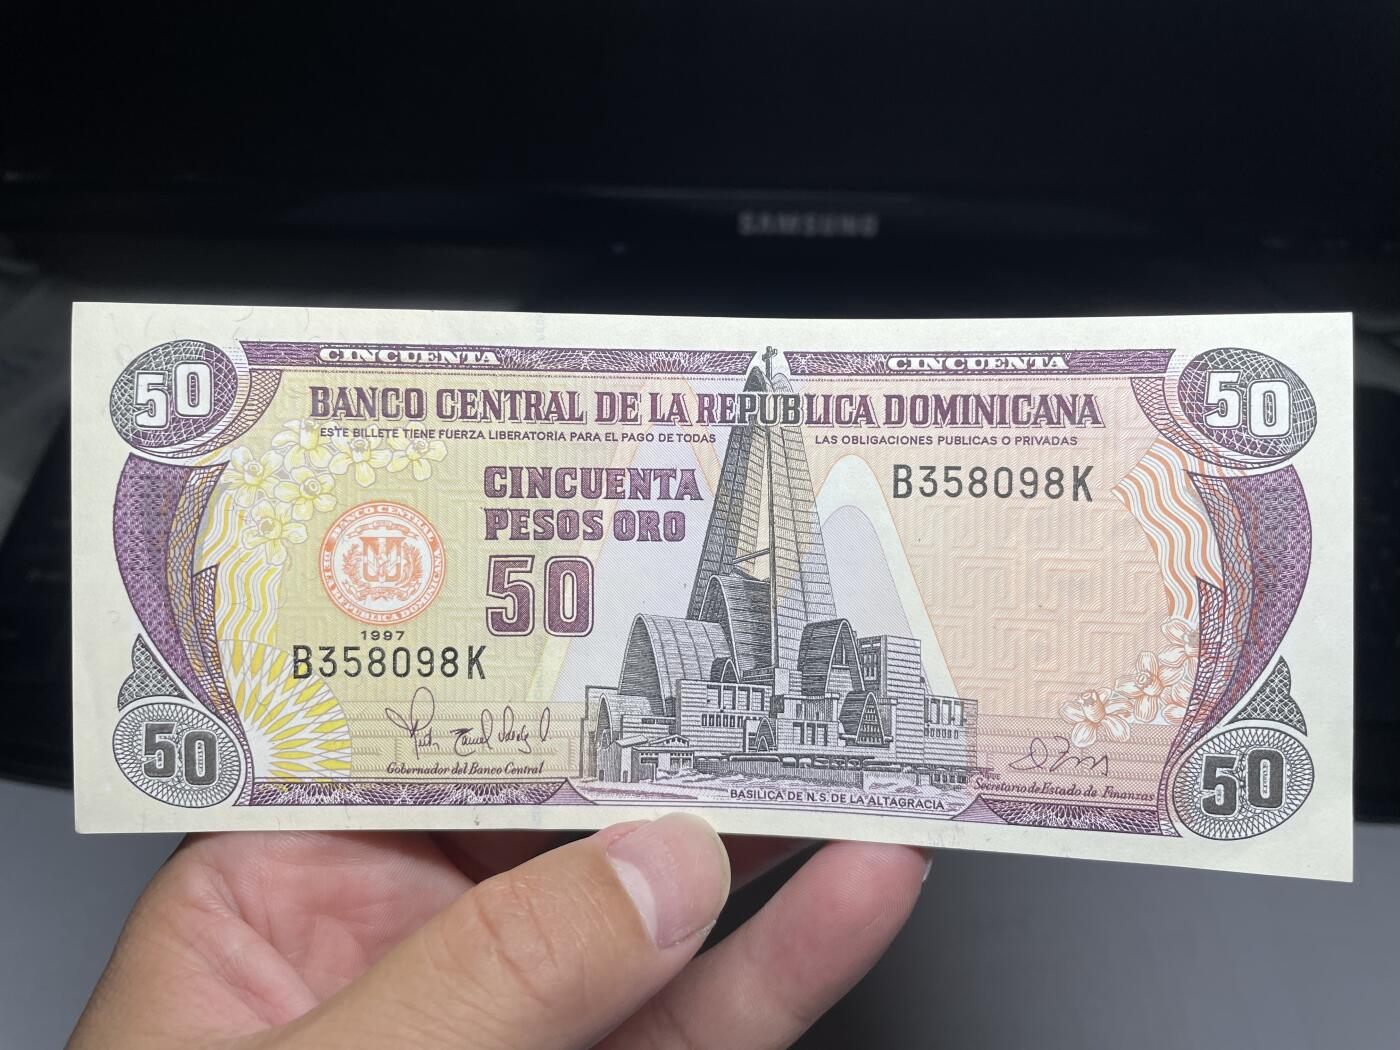 SAMSUNG
50
CINCUENTA
CINCUENTA
50
BANCO CENTRAL DE LA REPUBLICA DOMINICANA
ESTE BILLETE TIENE FUERZA LIBERATORIA PARA EL PAGO DE TODAS LAS OBLIGACIONES PUBLICAS O PRIVADAS
CINCUENTA
PESOS ORO
50
B358098K
1997
B358098K
Gobernador del Banco Central
Secretario de Estado de Finanzas
50
BASILICA DE N. S. DE LA ALTAGRACIA
50